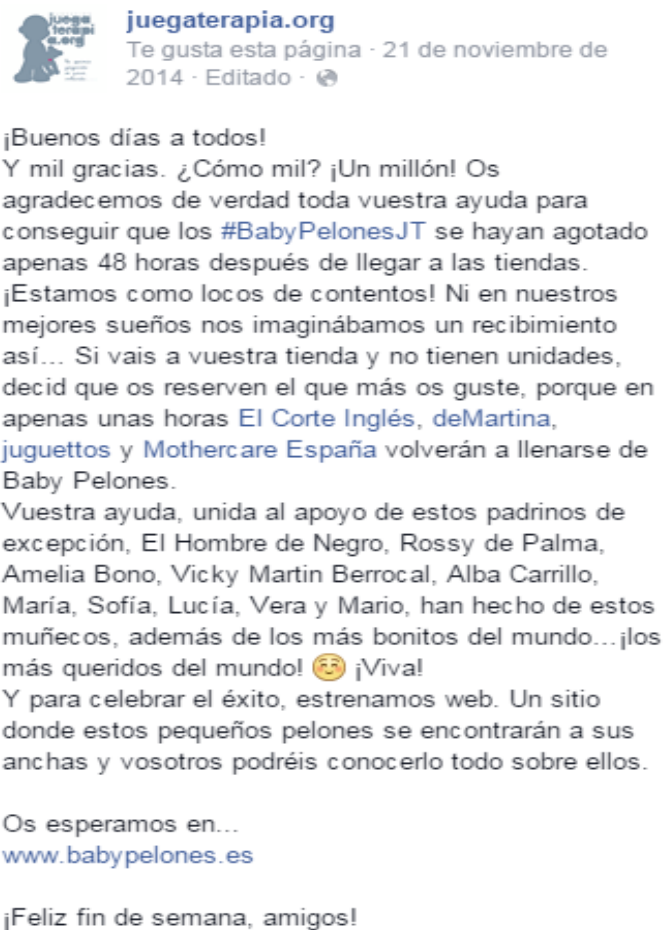 juega
terapi
a.org
juegaterapia.org
Te gusta esta página · 21 de noviembre de
2014 · Editado ·
¡Buenos días a todos!
Y mil gracias. ¿Cómo mil? ¡Un millón! Os
agradecemos de verdad toda vuestra ayuda para
conseguir que los #BabyPelonesJT se hayan agotado
apenas 48 horas después de llegar a las tiendas.
¡Estamos como locos de contentos! Ni en nuestros
mejores sueños nos imaginábamos un recibimiento
así... Si vais a vuestra tienda y no tienen unidades,
decid que os reserven el que más os guste, porque en
apenas unas horas El Corte Inglés, deMartina,
juguettos y Mothercare España volverán a llenarse de
Baby Pelones.
Vuestra ayuda, unida al apoyo de estos padrinos de
excepción, El Hombre de Negro, Rossy de Palma,
Amelia Bono, Vicky Martin Berrocal, Alba Carrillo,
María, Sofía, Lucía, Vera y Mario, han hecho de estos
muñecos, además de los más bonitos del mundo...¡los
más queridos del mundo! ☺️ ¡Viva!
Y para celebrar el éxito, estrenamos web. Un sitio
donde estos pequeños pelones se encontrarán a sus
anchas y vosotros podréis conocerlo todo sobre ellos.
Os esperamos en...
www.babypelones.es
¡Feliz fin de semana, amigos!